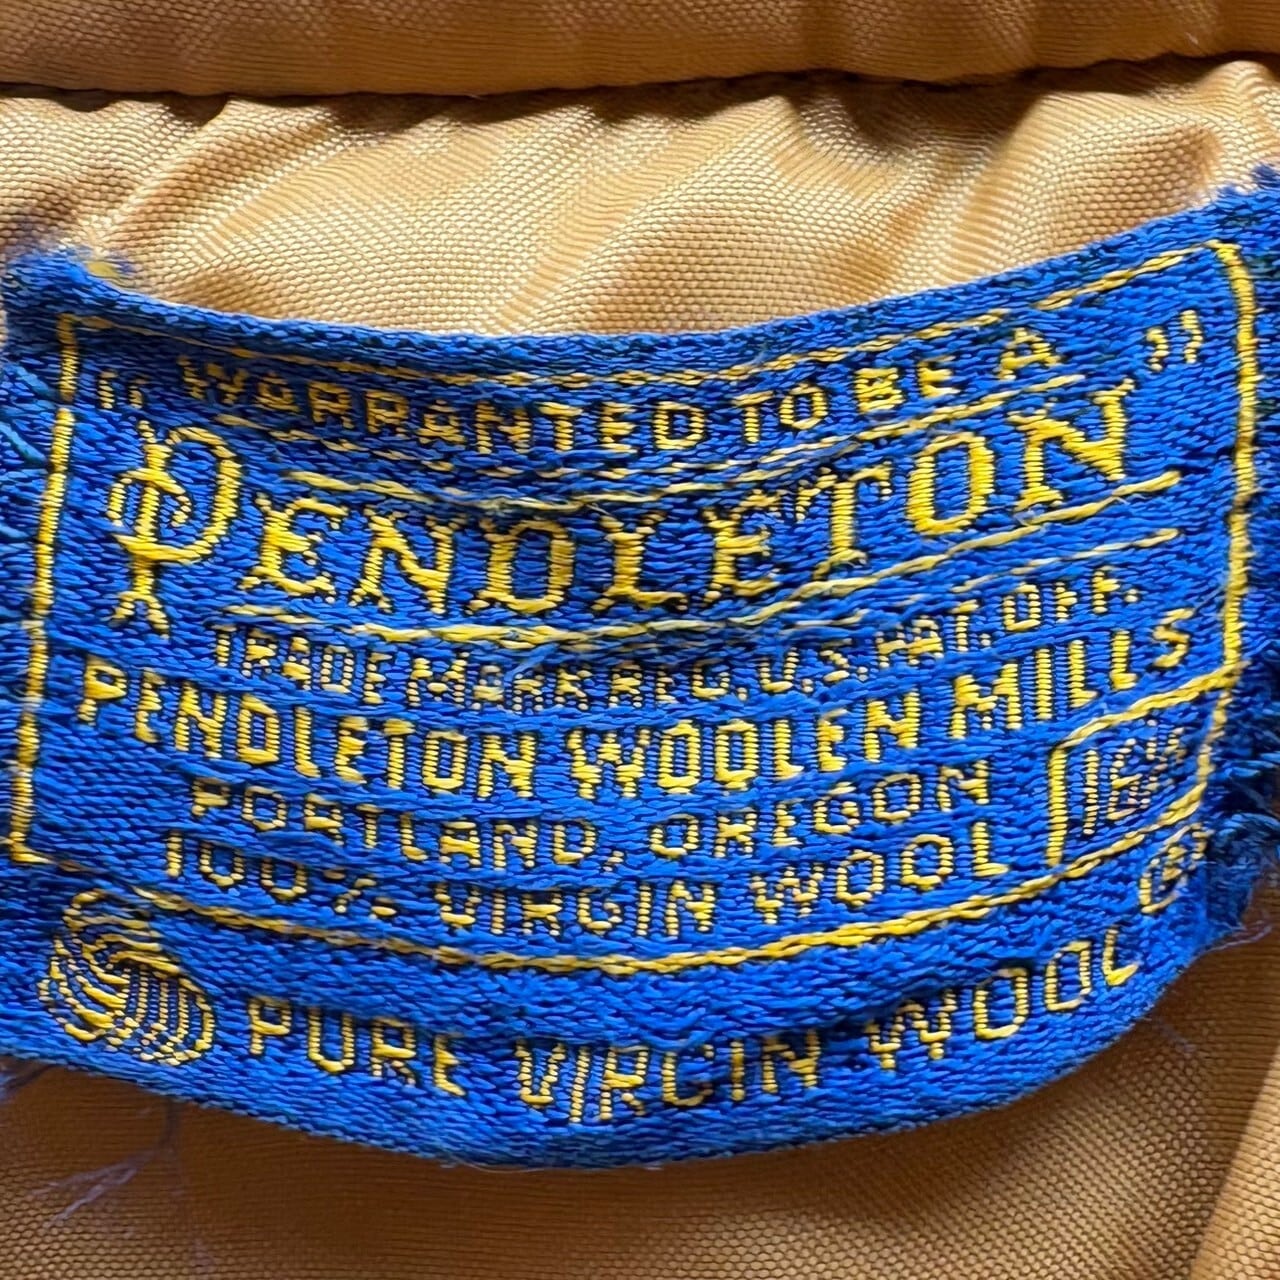 " WARRANTED TO BE A "
PENDLETON
TRADE MARK REG. U.S. PAT. OFF.
PENDLETON WOOLEN MILLS
PORTLAND, OREGON
100% VIRGIN WOOL
PURE VIRGIN WOOL